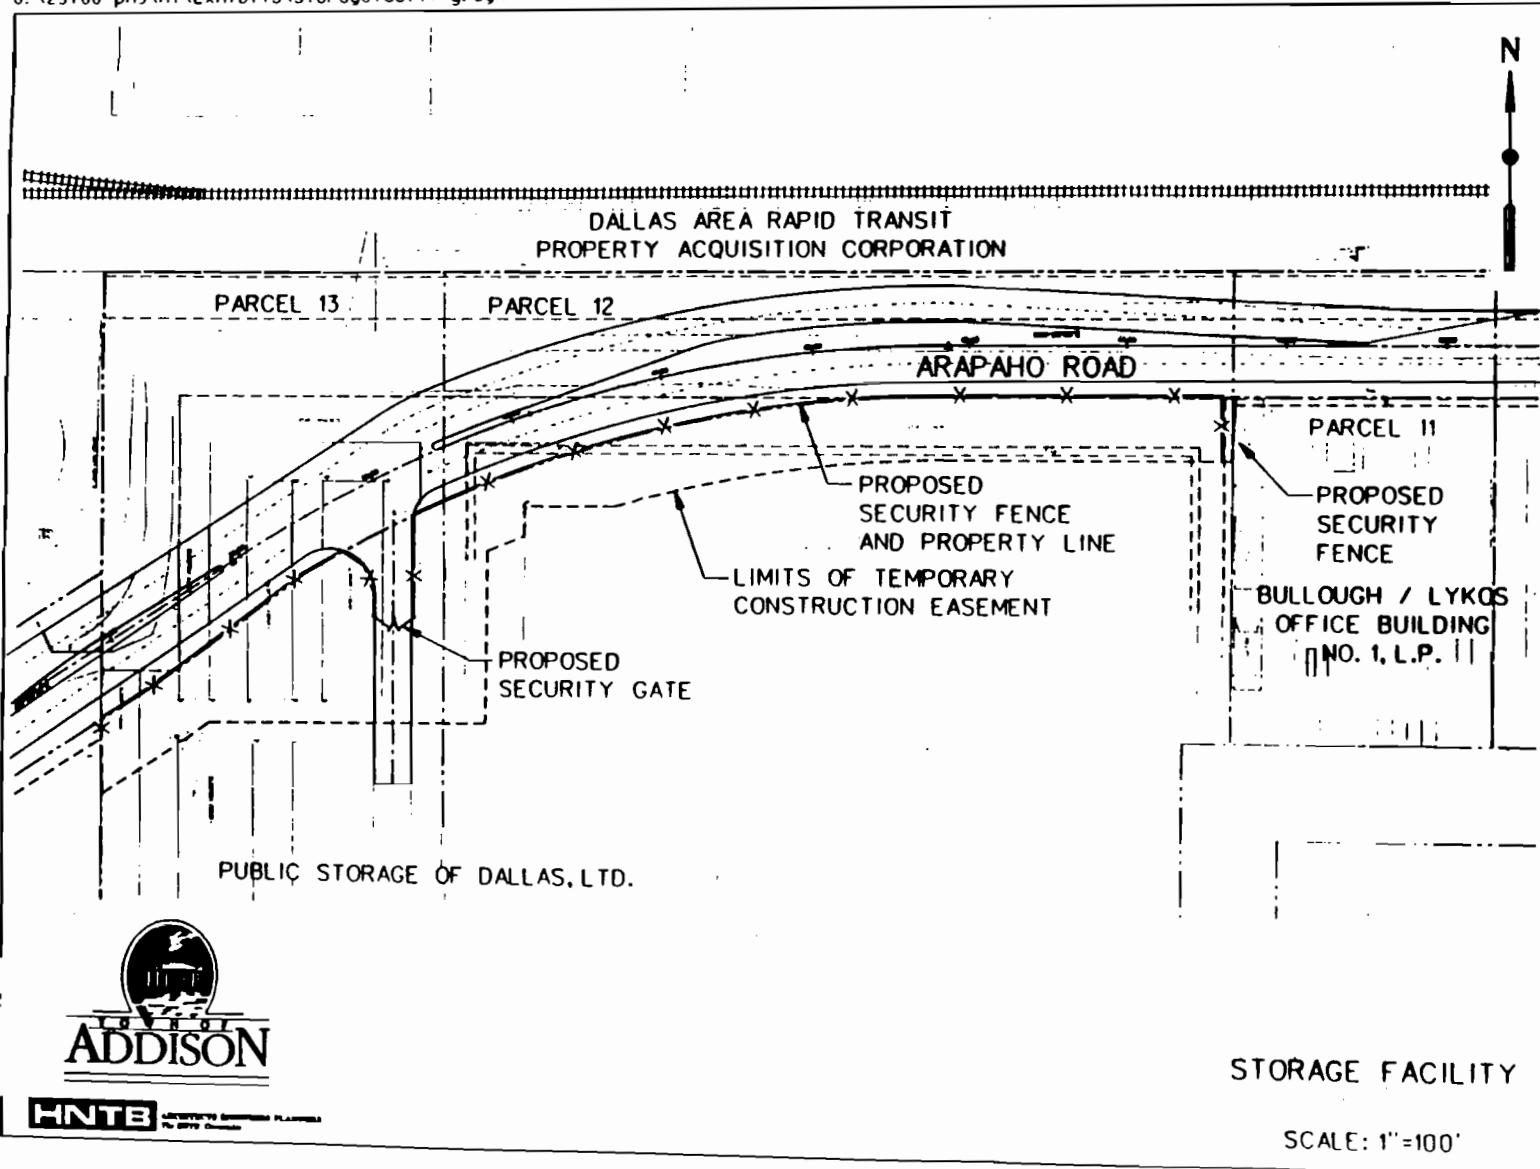 N
DALLAS AREA RAPID TRANSIT
PROPERTY ACQUISITION CORPORATION
PARCEL 13
PARCEL 12
ARAPAHO ROAD
PARCEL 11
PROPOSED
SECURITY FENCE
AND PROPERTY LINE
PROPOSED
SECURITY
FENCE
LIMITS OF TEMPORARY
CONSTRUCTION EASEMENT
BULLOUGH / LYKOS
OFFICE BUILDING
NO. 1, L.P.
PROPOSED
SECURITY GATE
PUBLIC STORAGE OF DALLAS, LTD.
TOWN OF
ADDISON
HNTB
STORAGE FACILITY
SCALE: 1"=100'